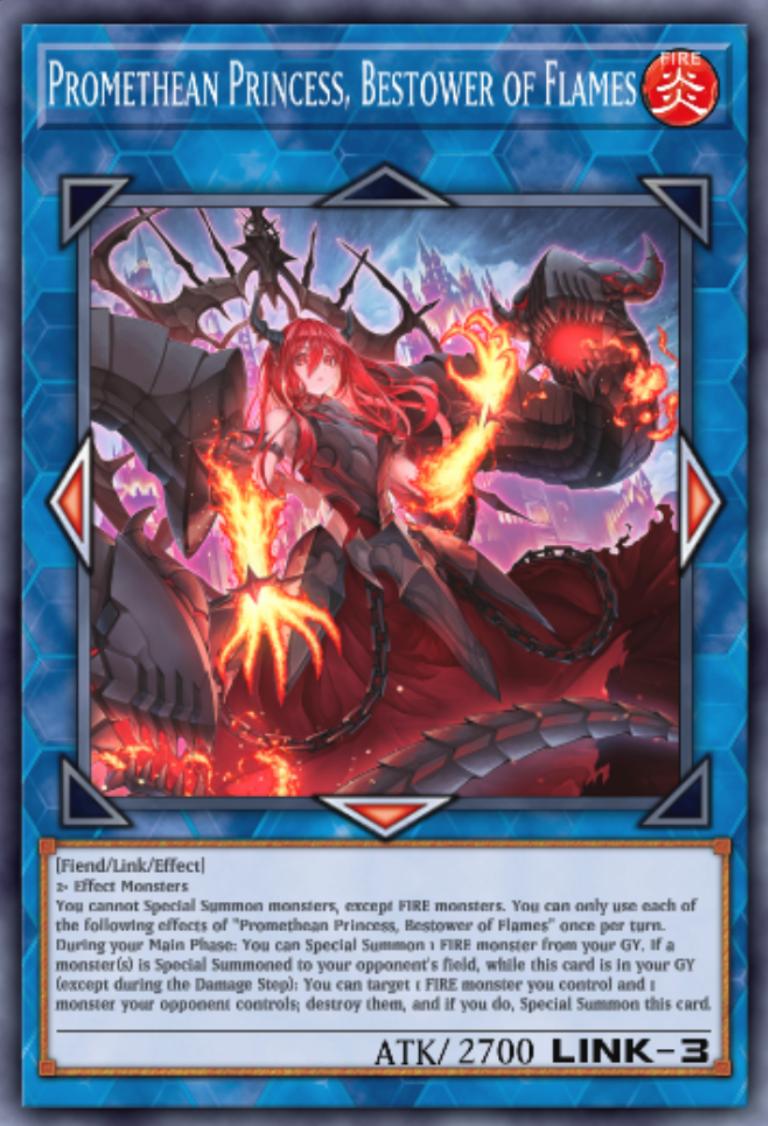 PROMETHEAN PRINCESS, BESTOWER OF FLAMES
FIRE
炎
[Fiend/Link/Effect]
2+ Effect Monsters
You cannot Special Summon monsters, except FIRE monsters. You can only use each of
the following effects of "Promethean Princess, Bestower of Flames" once per turn.
During your Main Phase: You can Special Summon 1 FIRE monster from your GY. If a
monster(s) is Special Summoned to your opponent's field, while this card is in your GY
(except during the Damage Step): You can target 1 FIRE monster you control and 1
monster your opponent controls; destroy them, and if you do, Special Summon this card.
ATK/ 2700 LINK-3